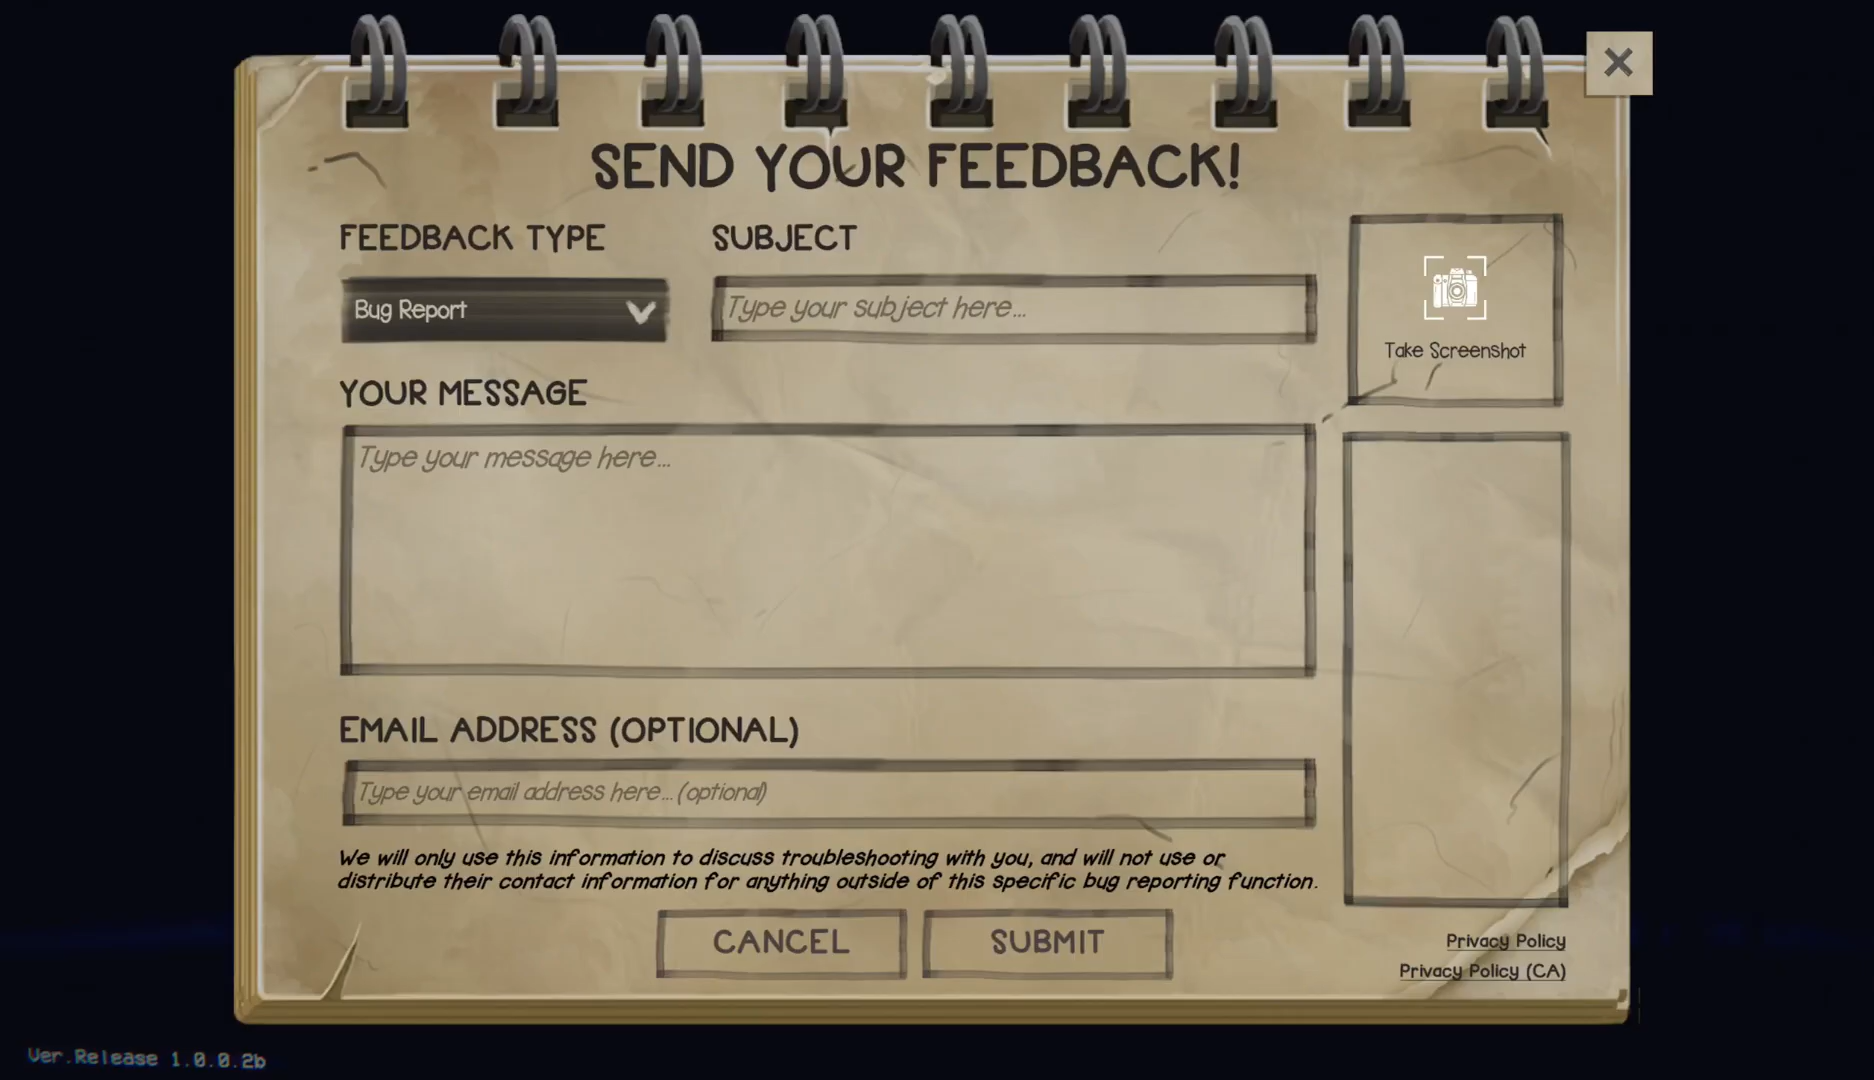 SEND YOUR FEEDBACK!
FEEDBACK TYPE
SUBJECT
Bug Report
Type your subject here...
Take Screenshot
YOUR MESSAGE
Type your message here...
EMAIL ADDRESS (OPTIONAL)
Type your email address here... (optional)
We will only use this information to discuss troubleshooting with you, and will not use or
distribute their contact information for anything outside of this specific bug reporting function.
CANCEL
SUBMIT
Privacy Policy
Privacy Policy (CA)
Ver.Release 1.0.0.2b